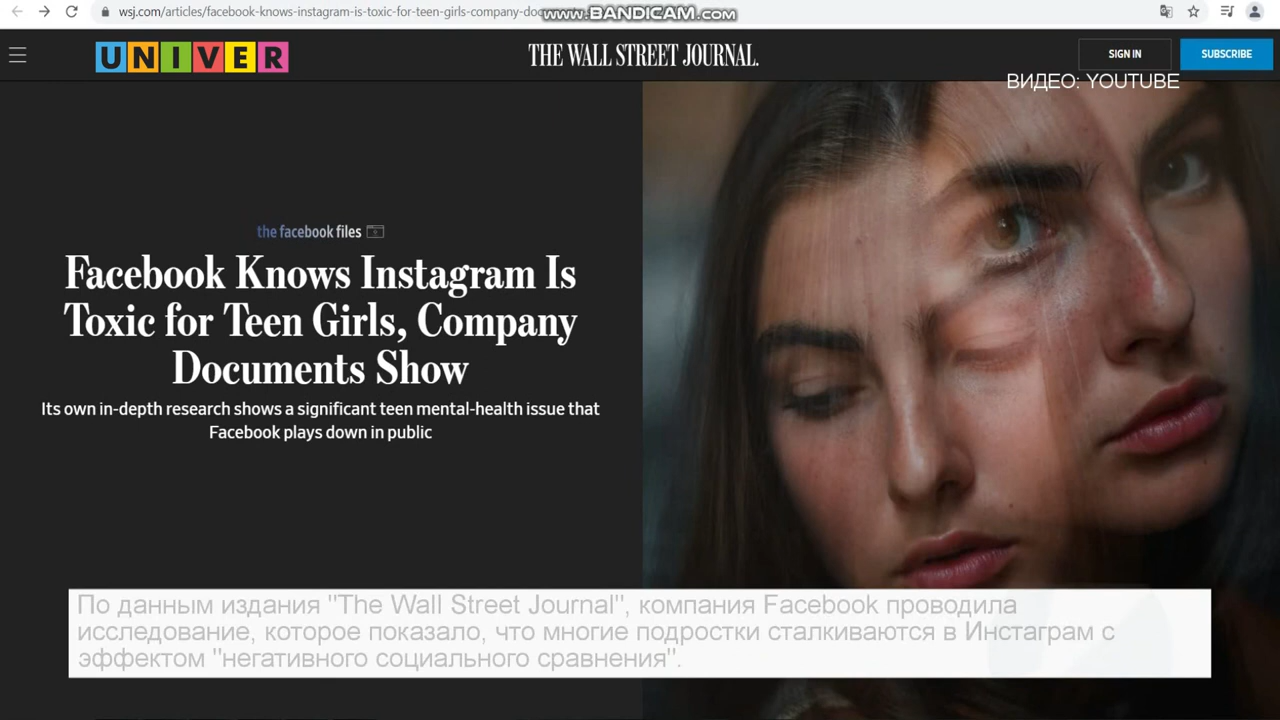 wsj.com/articles/facebook-knows-instagram-is-toxic-for-teen-girls-company-doc
www.BANDICAM.com
UNIVER
THE WALL STREET JOURNAL.
SIGN IN
SUBSCRIBE
ВИДЕО: YOUTUBE
the facebook files
Facebook Knows Instagram Is
Toxic for Teen Girls, Company
Documents Show
Its own in-depth research shows a significant teen mental-health issue that
Facebook plays down in public
По данным издания "The Wall Street Journal", компания Facebook проводила
исследование, которое показало, что многие подростки сталкиваются в Инстаграм с
эффектом "негативного социального сравнения".